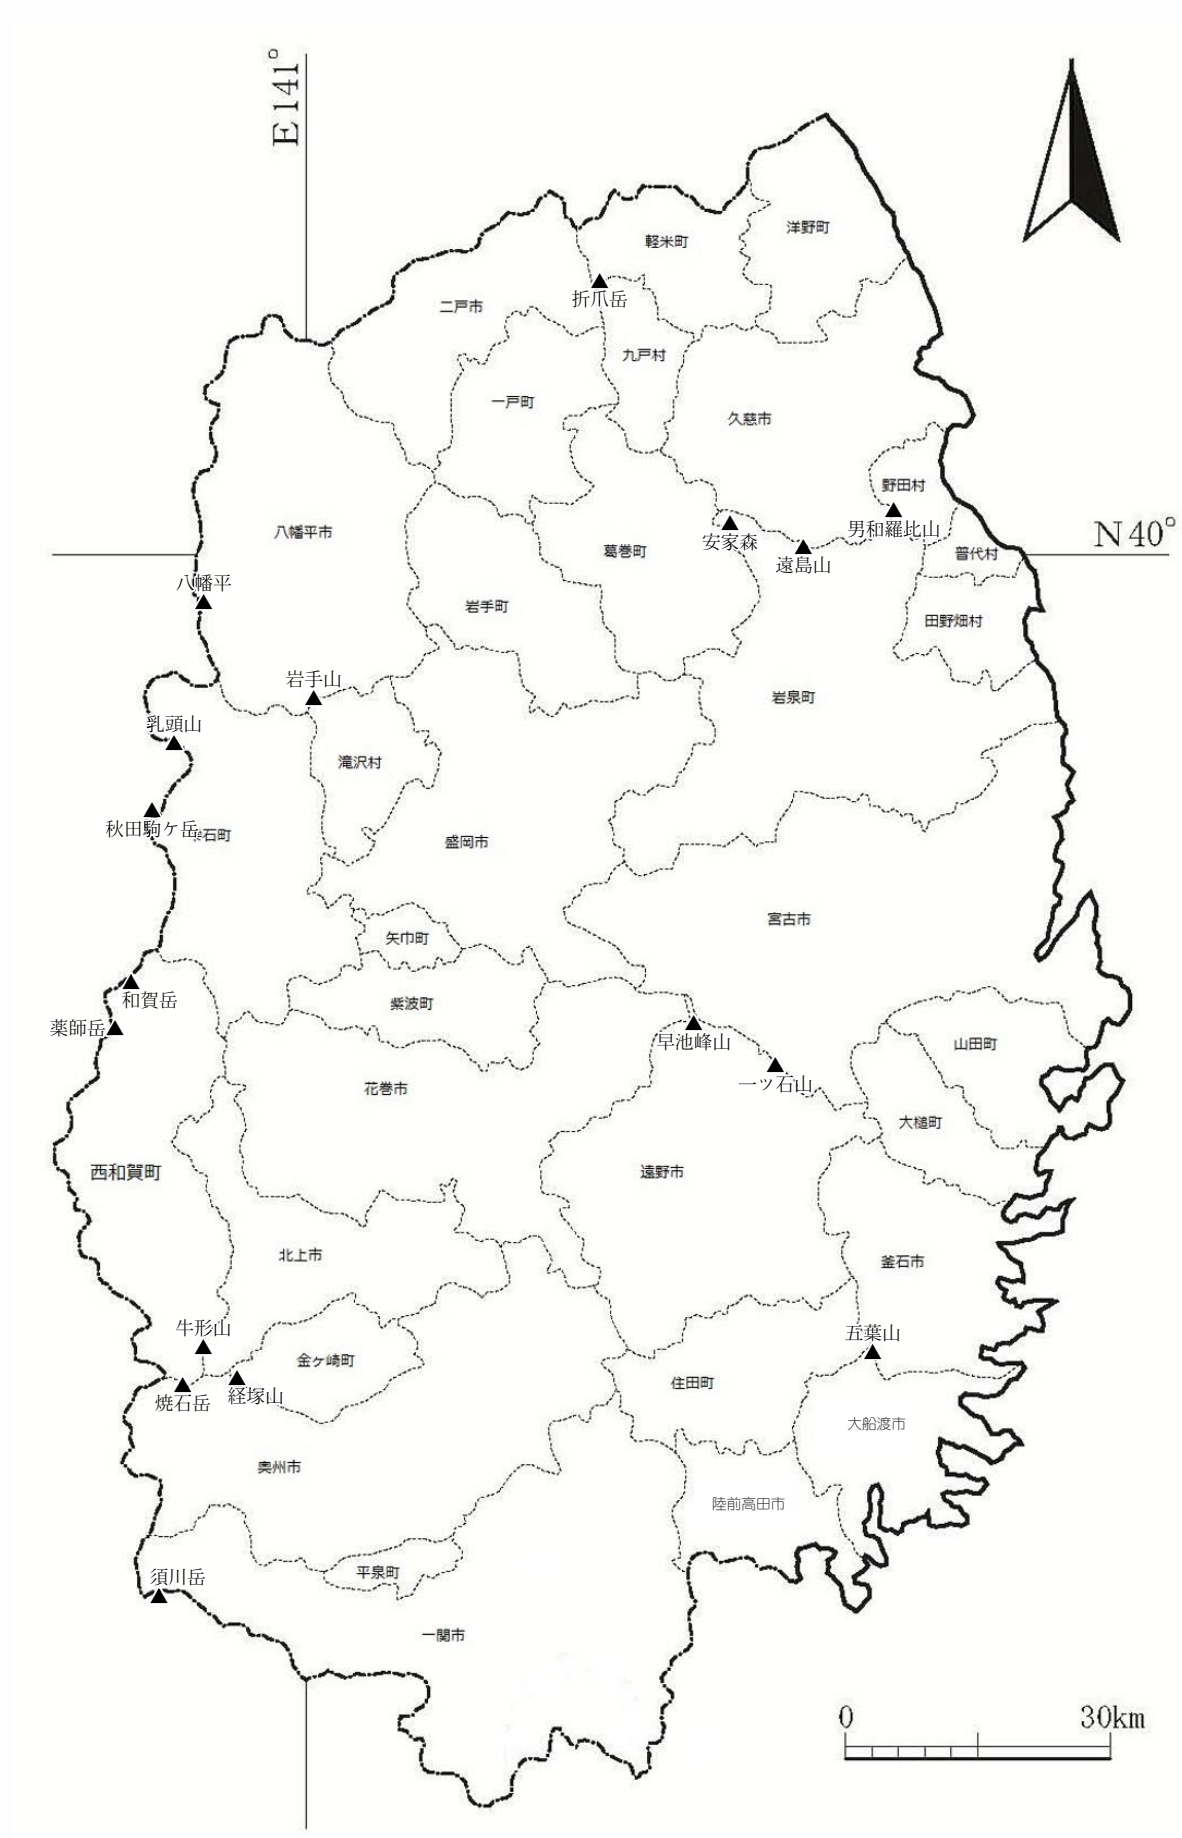 E141°
洋野町
軽米町
折爪岳
二戸市
九戸村
一戸町
久慈市
野田村
男和羅比山
N40°
八幡平市
安家森
葛巻町
普代村
遠島山
八幡平
岩手町
田野畑村
岩手山
岩泉町
乳頭山
滝沢村
秋田駒ケ岳
石町
盛岡市
宮古市
矢巾町
和賀岳
紫波町
薬師岳
早池峰山
山田町
一ッ石山
花巻市
大槌町
西和賀町
遠野市
北上市
釜石市
牛形山
五葉山
金ヶ崎町
住田町
経塚山
焼石岳
大船渡市
奥州市
陸前高田市
平泉町
須川岳
一関市
0 30km